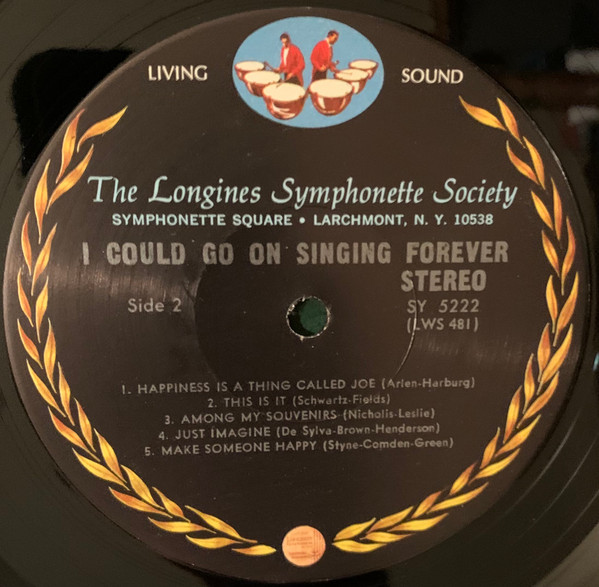 LIVING SOUND
The Longines Symphonette Society
SYMPHONETTE SQUARE • LARCHMONT, N. Y. 10538
I COULD GO ON SINGING FOREVER
STEREO
Side 2
SY 5222
(LWS 481)
1. HAPPINESS IS A THING CALLED JOE (Arlen-Harburg)
2. THIS IS IT (Schwartz-Fields)
3. AMONG MY SOUVENIRS (Nicholls-Leslie)
4. JUST IMAGINE (De Sylva-Brown-Henderson)
5. MAKE SOMEONE HAPPY (Styne-Comden-Green)